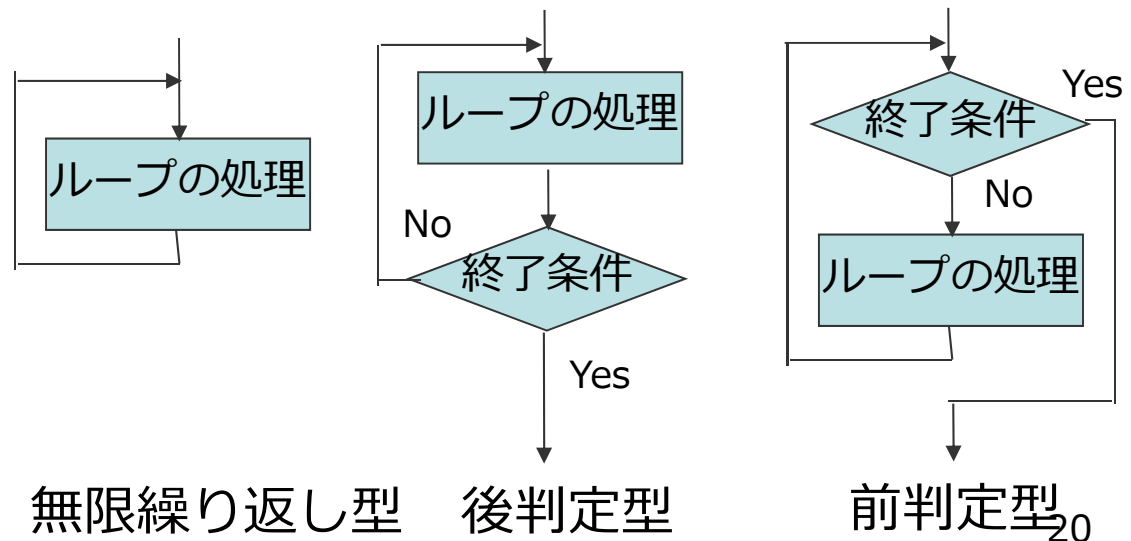 ループの処理
無限繰り返し型
ループの処理
No
終了条件
Yes
後判定型
終了条件
Yes
No
ループの処理
前判定型
20